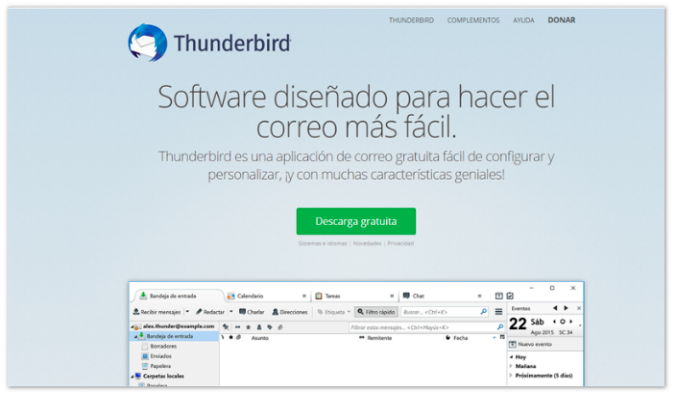 THUNDERBIRD COMPLEMENTOS AYUDA DONAR
Thunderbird
Software diseñado para hacer el
correo más fácil.
Thunderbird es una aplicación de correo gratuita fácil de configurar y
personalizar, ¡y con muchas características geniales!
Descarga gratuita
Sistemas e idiomas | Novedades | Privacidad
Bandeja de entrada Calendario Tareas Chat
Recibir mensajes Redactar Charlar Direcciones Etiqueta Filtro rápido Buscar... <Ctrl+K> Eventos
alex.thunder@example.com Filtrar estos mensajes... <Ctrl+Mayús+K> 22 Sáb
Ago 2015 SC 34
Bandeja de entrada Asunto Remitente Fecha
Borradores Nuevo evento
Enviados Hoy
Papelera Mañana
Carpetas locales Próximamente (5 días)
Papelera